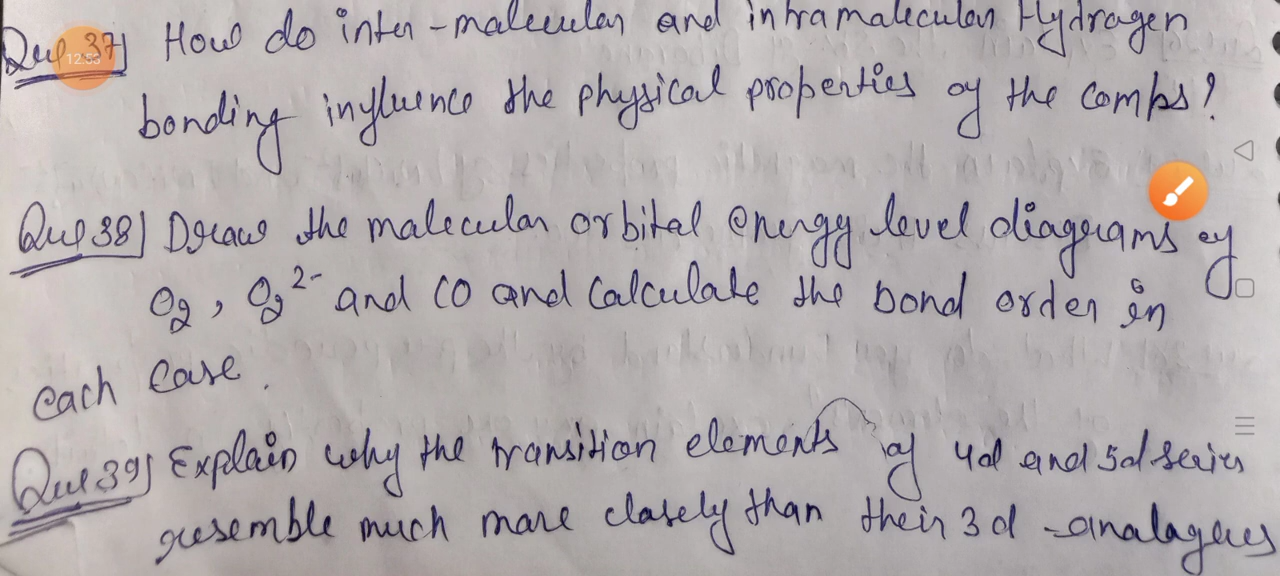 Que 37] How do inter-molecular and intramolecular Hydrogen
12:53
bonding influence the physical properties of the comps?
Que 38] Draw the molecular orbital energy level diagrams of
O2, O2²⁻ and CO and Calculate the bond order in
each case.
Que 39] Explain why the transition elements of 4d and 5d series
resemble much more closely than their 3d -analogues